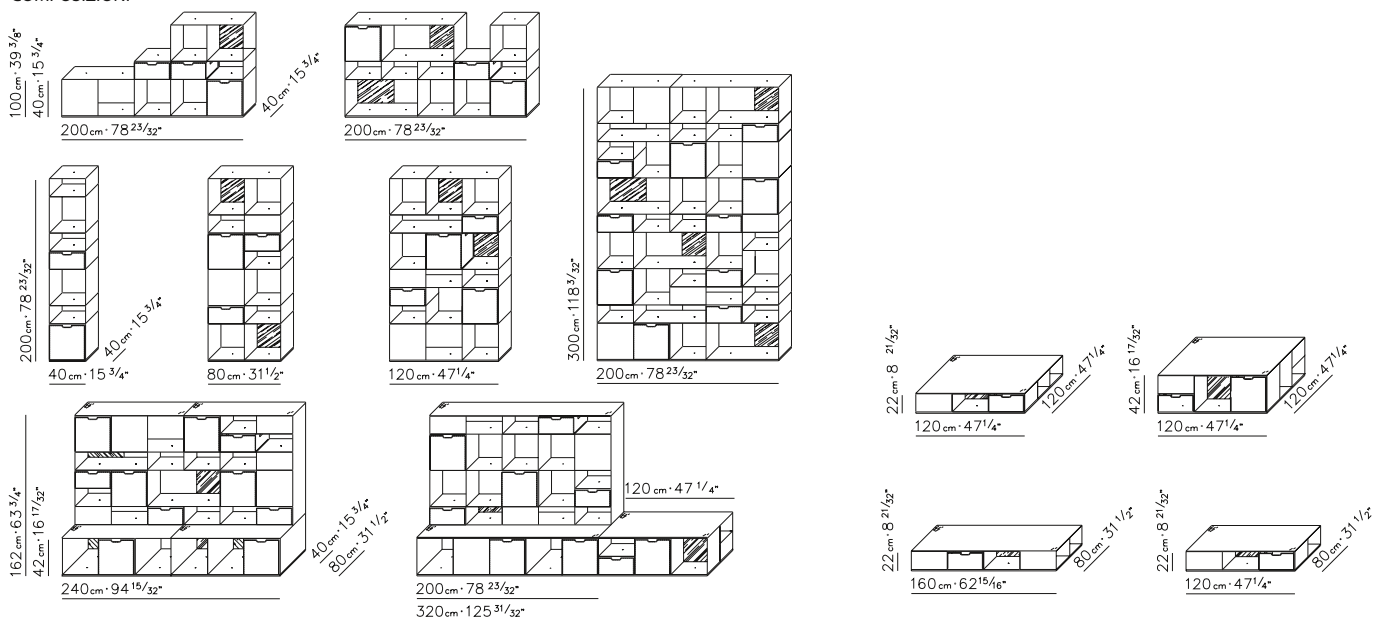 100cm·39 3/8"
40cm·15 3/4"
200cm·78 23/32"
40cm·15 3/4"
200cm·78 23/32"
200cm·78 23/32"
40cm·15 3/4"
40cm·15 3/4"
80cm·31 1/2"
120cm·47 1/4"
300cm·118 3/32"
200cm·78 23/32"
22cm·8 21/32"
120cm·47 1/4"
120cm·47 1/4"
42cm·16 17/32"
120cm·47 1/4"
120cm·47 1/4"
162cm·63 3/4"
42cm·16 17/32"
240cm·94 15/32"
40cm·15 3/4"
80cm·31 1/2"
120cm·47 1/4"
200cm·78 23/32"
320cm·125 31/32"
22cm·8 21/32"
160cm·62 15/16"
80cm·31 1/2"
22cm·8 21/32"
120cm·47 1/4"
80cm·31 1/2"